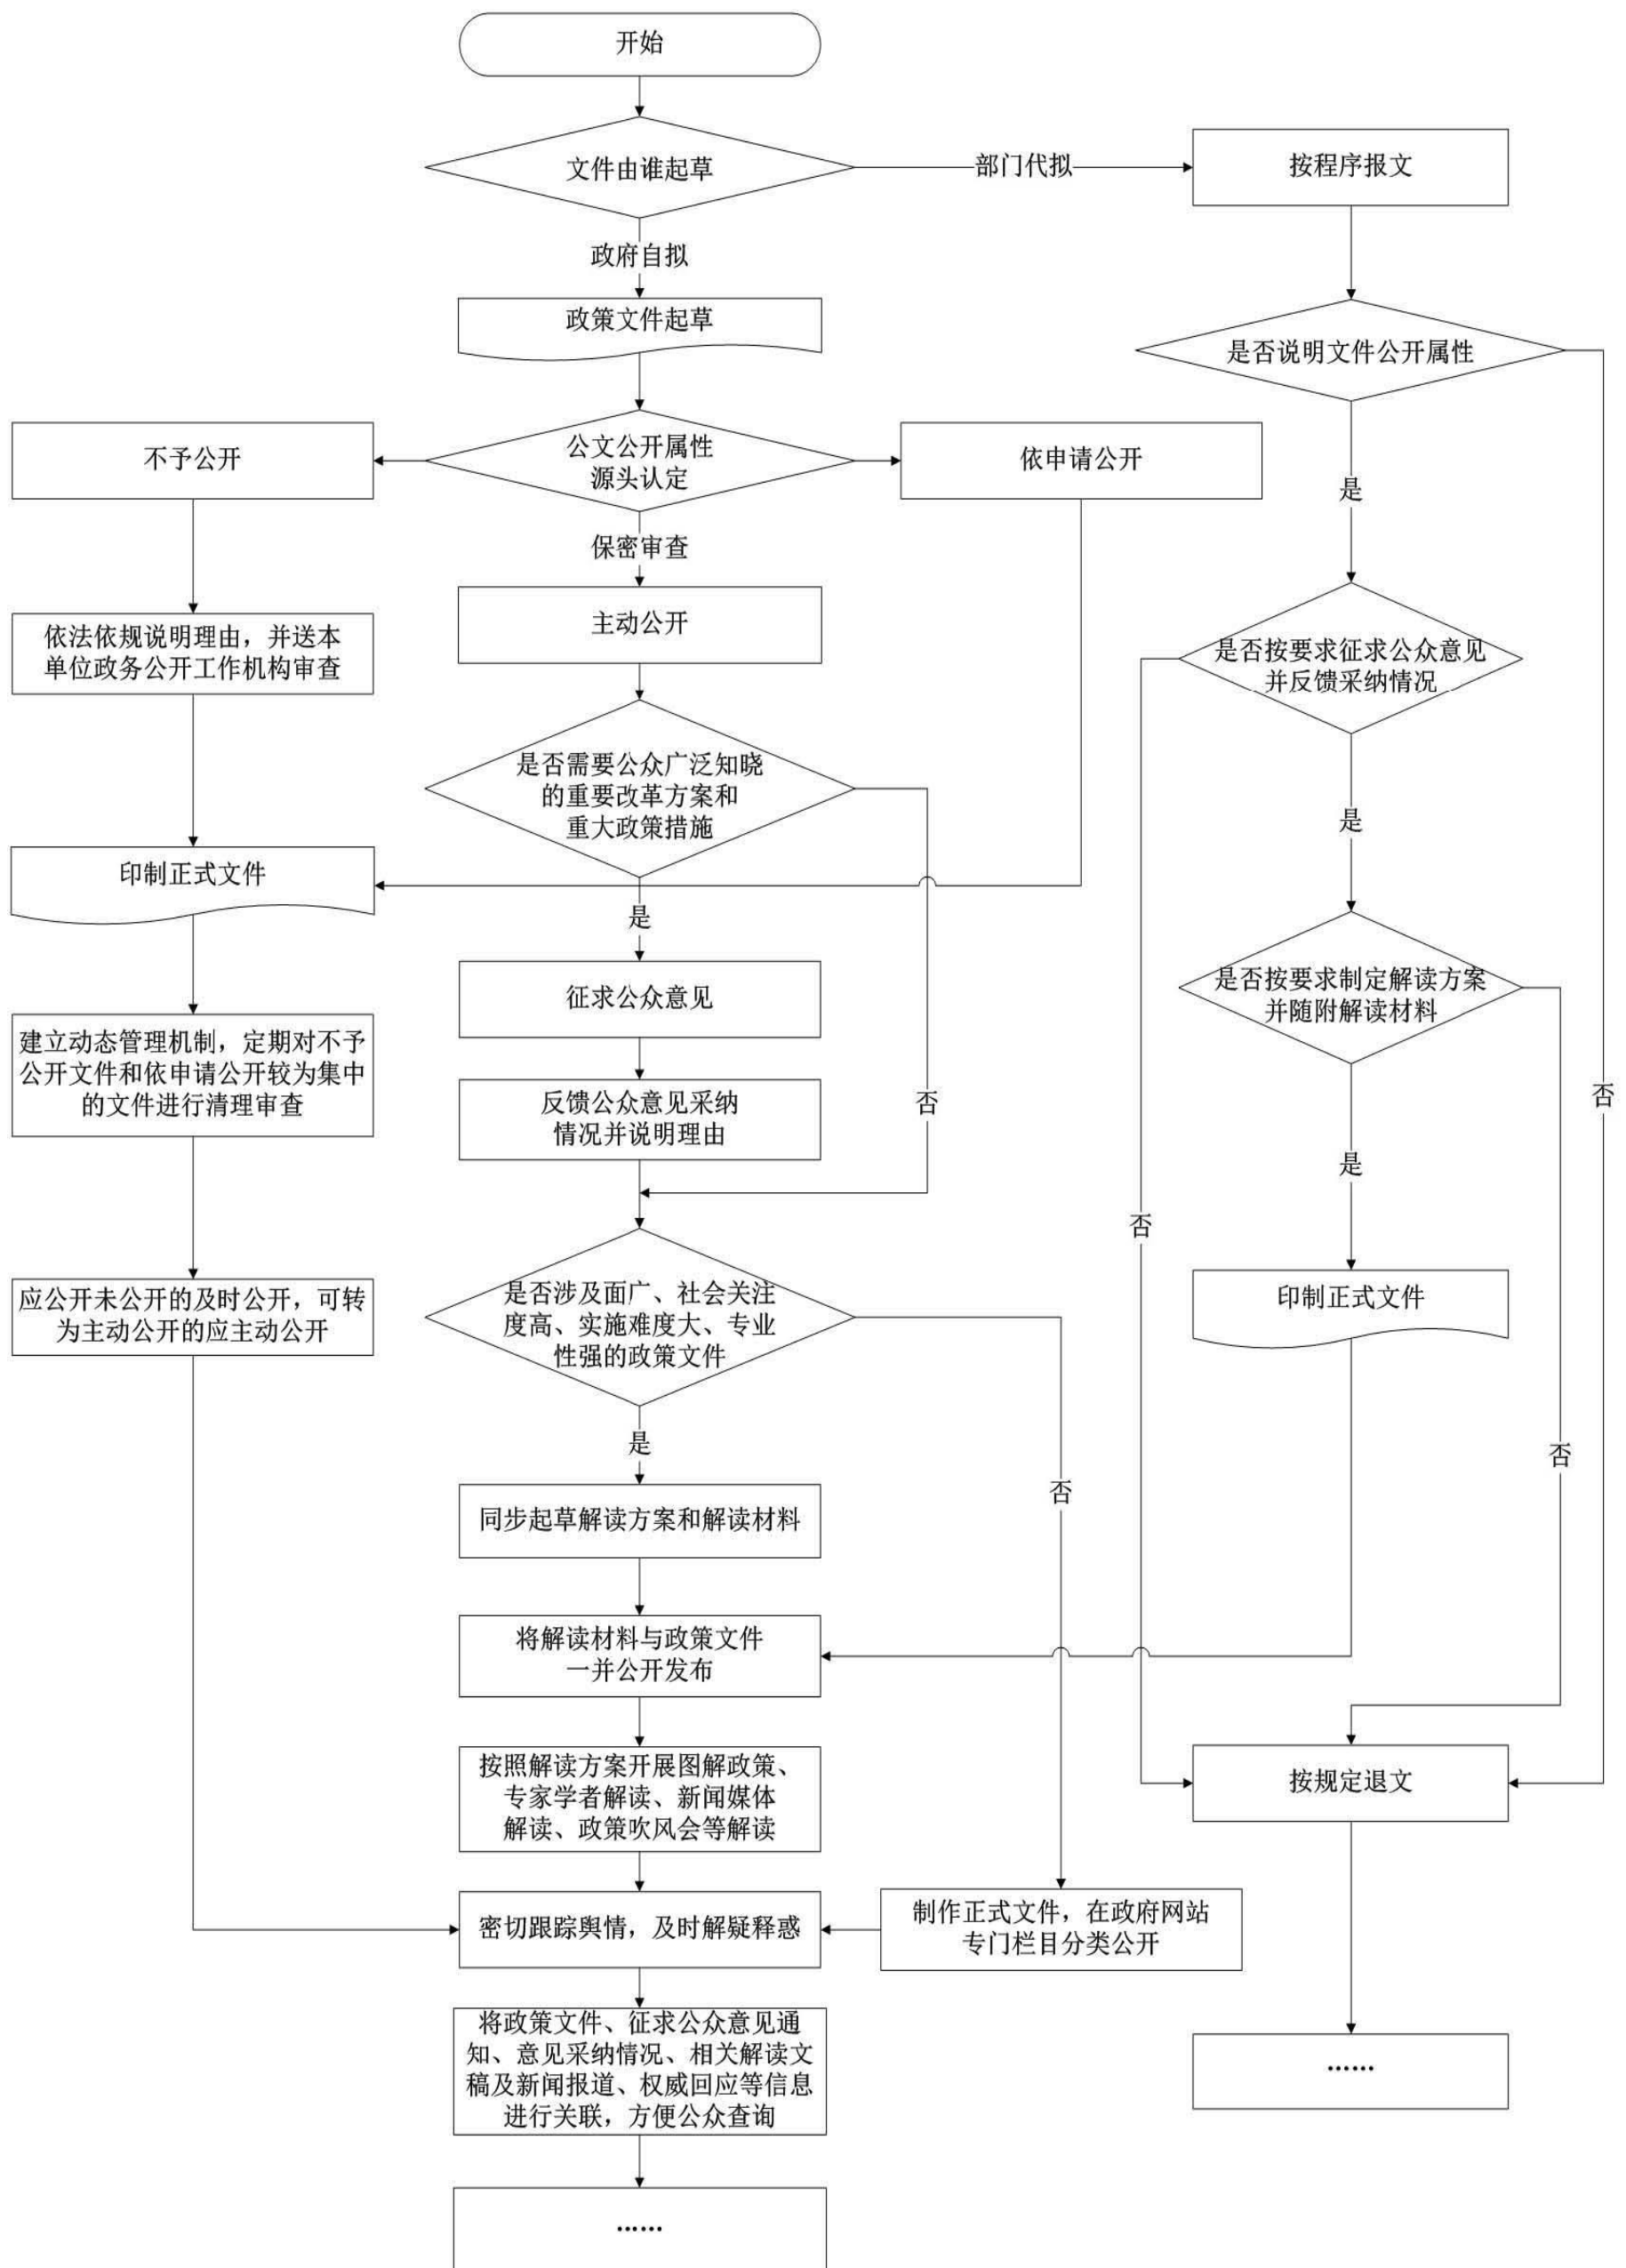 开始
文件由谁起草
部门代拟
按程序报文
政府自拟
政策文件起草
是否说明文件公开属性
不予公开
公文公开属性
源头认定
依申请公开
是
保密审查
主动公开
依法依规说明理由，并送本
单位政务公开工作机构审查
是否按要求征求公众意见
并反馈采纳情况
是否需要公众广泛知晓
的重要改革方案和
重大政策措施
是
印制正式文件
是
征求公众意见
是否按要求制定解读方案
并随附解读材料
建立动态管理机制，定期对不予
公开文件和依申请公开较为集中
的文件进行清理审查
反馈公众意见采纳
情况并说明理由
否
否
是
否
应公开未公开的及时公开，可转
为主动公开的应主动公开
是否涉及面广、社会关注
度高、实施难度大、专业
性强的政策文件
印制正式文件
是
否
否
同步起草解读方案和解读材料
将解读材料与政策文件
一并公开发布
按照解读方案开展图解政策、
专家学者解读、新闻媒体
解读、政策吹风会等解读
按规定退文
密切跟踪舆情，及时解疑释惑
制作正式文件，在政府网站
专门栏目分类公开
将政策文件、征求公众意见通
知、意见采纳情况、相关解读文
稿及新闻报道、权威回应等信息
进行关联，方便公众查询
……
……